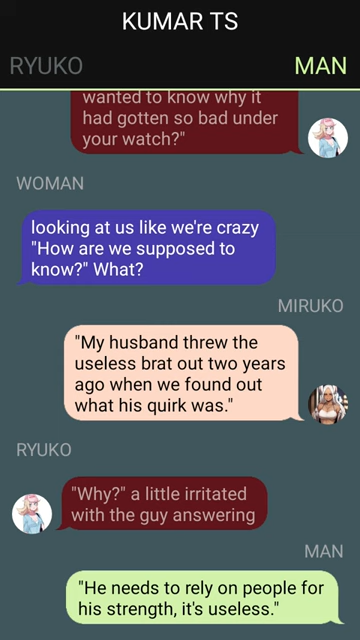 KUMAR TS
RYUKO
MAN
wanted to know why it
had gotten so bad under
your watch?"
WOMAN
looking at us like we're crazy
"How are we supposed to
know?" What?
MIRUKO
"My husband threw the
useless brat out two years
ago when we found out
what his quirk was."
RYUKO
"Why?" a little irritated
with the guy answering
MAN
"He needs to rely on people for
his strength, it's useless."